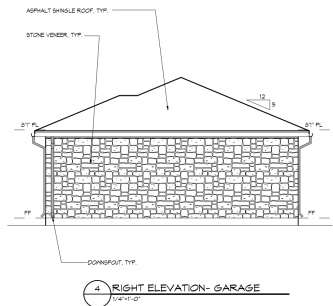 ASPHALT SHINGLE ROOF, TYP.
STONE VENEER, TYP.
12
5
8'1" PL
8'1" PL
FF
FF
DOWNSPOUT, TYP.
4
RIGHT ELEVATION- GARAGE
1/4"=1'-0"